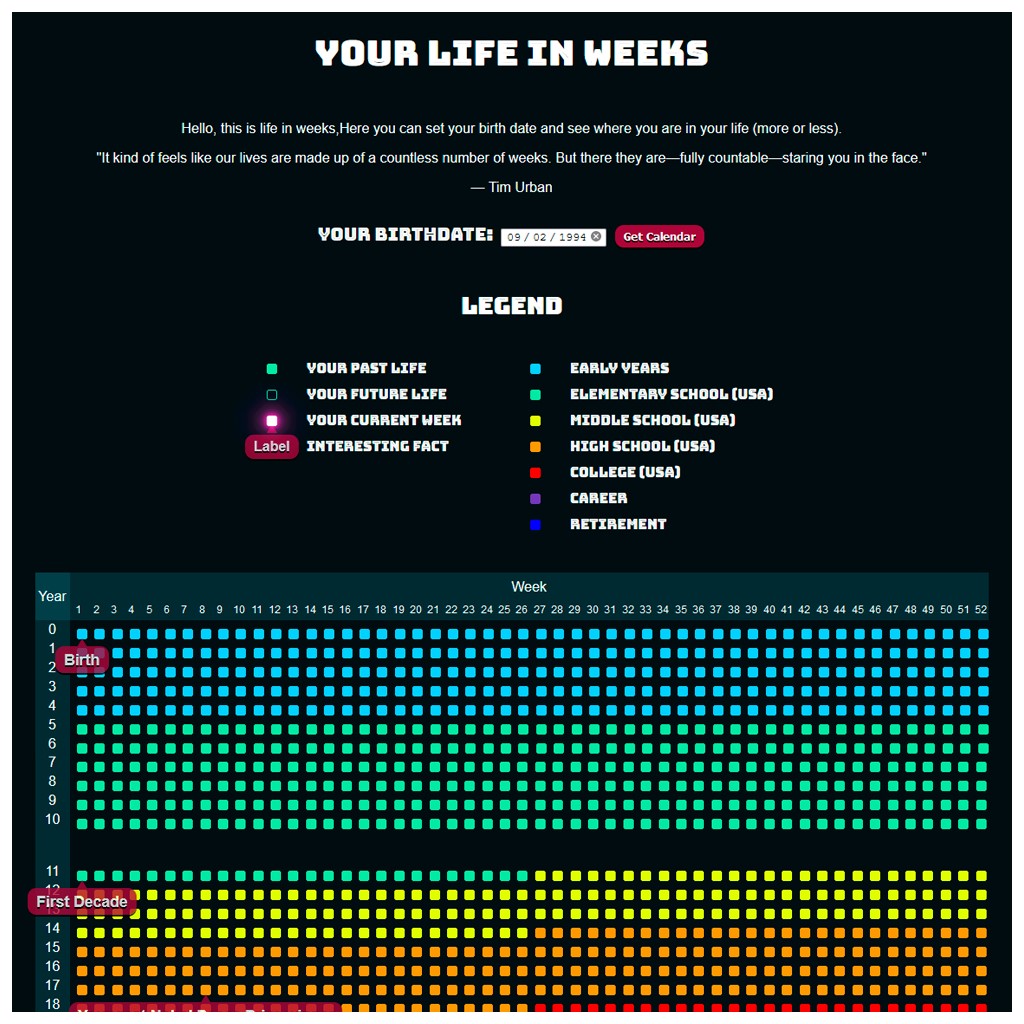 YOUR LIFE IN WEEKS
Hello, this is life in weeks,Here you can set your birth date and see where you are in your life (more or less).
"It kind of feels like our lives are made up of a countless number of weeks. But there they are—fully countable—staring you in the face."
— Tim Urban
YOUR BIRTHDATE: 09 / 02 / 1994 Get Calendar
LEGEND
YOUR PAST LIFE
YOUR FUTURE LIFE
YOUR CURRENT WEEK
Label INTERESTING FACT
EARLY YEARS
ELEMENTARY SCHOOL (USA)
MIDDLE SCHOOL (USA)
HIGH SCHOOL (USA)
COLLEGE (USA)
CAREER
RETIREMENT
Week
Year
1 2 3 4 5 6 7 8 9 10 11 12 13 14 15 16 17 18 19 20 21 22 23 24 25 26 27 28 29 30 31 32 33 34 35 36 37 38 39 40 41 42 43 44 45 46 47 48 49 50 51 52
0
1
Birth
2
3
4
5
6
7
8
9
10
11
12
First Decade
13
14
15
16
17
18